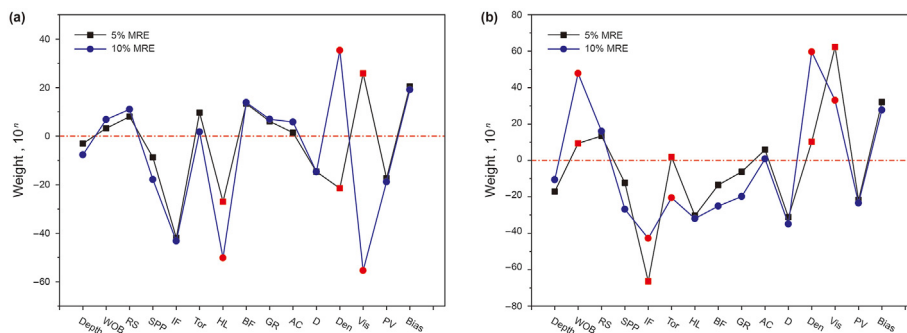 (a)
5% MRE
10% MRE
Weight , 10ⁿ
40
20
0
−20
−40
−60
Depth WOB RS SPP IF Tor HL BF GR AC D Den Vis PV Bias
(b)
5% MRE
10% MRE
Weight , 10ⁿ
80
60
40
20
0
−20
−40
−60
−80
Depth WOB RS SPP IF Tor HL BF GR AC D Den Vis PV Bias